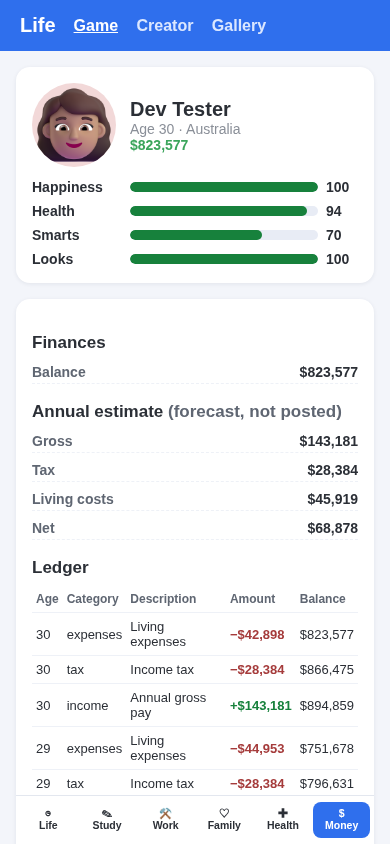 Life Game Creator Gallery
Dev Tester
Age 30 · Australia
$823,577
Happiness 100
Health 94
Smarts 70
Looks 100
Finances
Balance $823,577
Annual estimate (forecast, not posted)
Gross $143,181
Tax $28,384
Living costs $45,919
Net $68,878
Ledger
Age Category Description Amount Balance
30 expenses Living expenses −$42,898 $823,577
30 tax Income tax −$28,384 $866,475
30 income Annual gross pay +$143,181 $894,859
29 expenses Living expenses −$44,953 $751,678
29 tax Income tax −$28,384 $796,631
Life Study Work Family Health $ Money